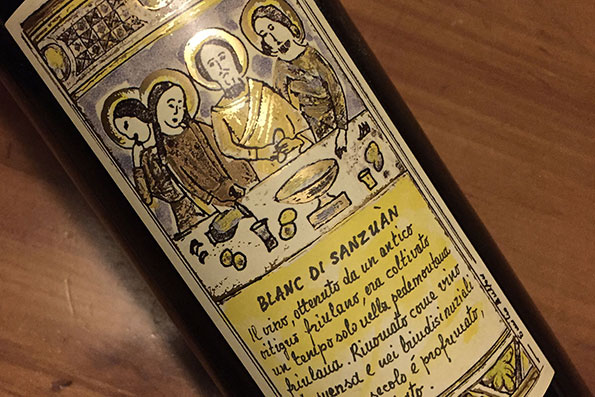 BLANC DI SANZUÀN
Il vino, ottenuto da un antico
vitigno friulano, era coltivato
un tempo solo nella pedemontana
friulana. Rinomato come vino
e nei brindisi nuziali
secolo é profumato,